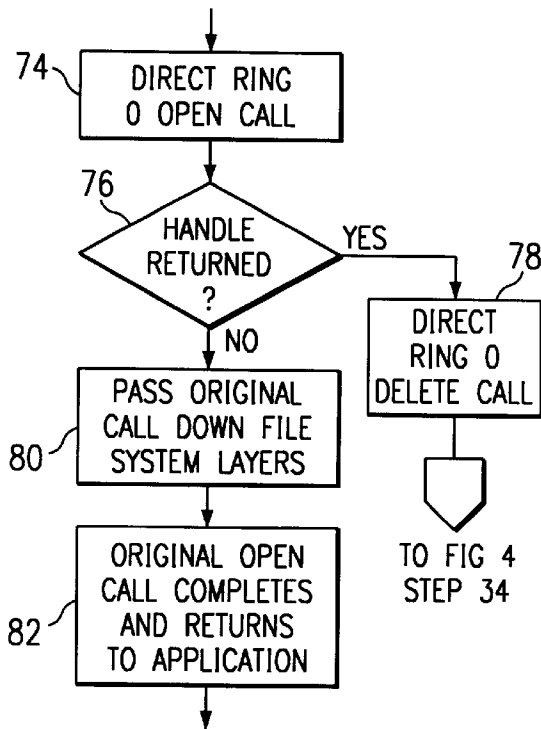 74
DIRECT RING
0 OPEN CALL
76
HANDLE
RETURNED
?
YES
NO
78
DIRECT
RING 0
DELETE CALL
TO FIG 4
STEP 34
80
PASS ORIGINAL
CALL DOWN FILE
SYSTEM LAYERS
82
ORIGINAL OPEN
CALL COMPLETES
AND RETURNS
TO APPLICATION